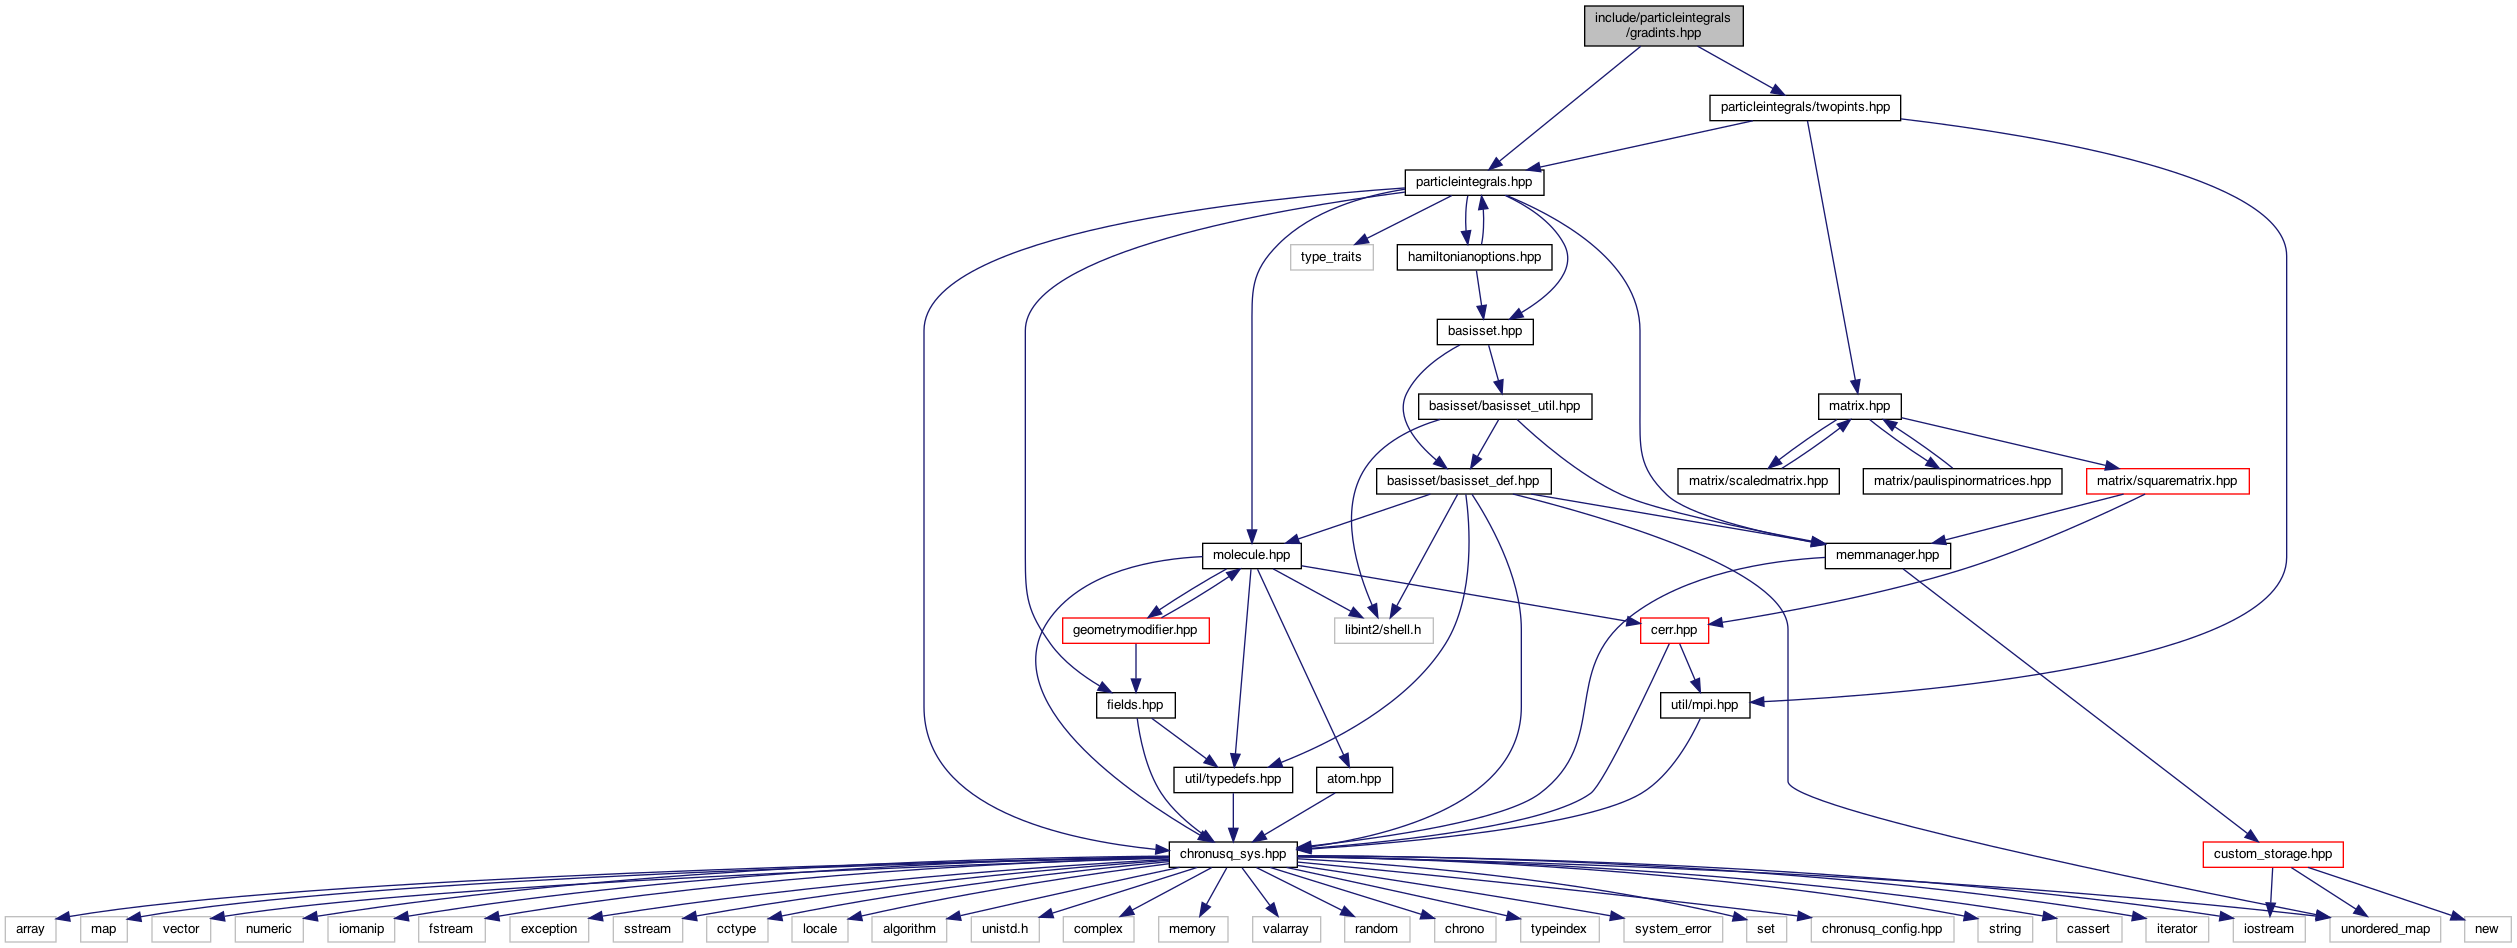 include/particleintegrals
/gradints.hpp
particleintegrals/twopints.hpp
particleintegrals.hpp
type_traits
hamiltonianoptions.hpp
basisset.hpp
basisset/basisset_util.hpp
matrix.hpp
basisset/basisset_def.hpp
matrix/scaledmatrix.hpp
matrix/paulispinormatrices.hpp
matrix/squarematrix.hpp
molecule.hpp
memmanager.hpp
geometrymodifier.hpp
libint2/shell.h
cerr.hpp
fields.hpp
util/mpi.hpp
util/typedefs.hpp
atom.hpp
chronusq_sys.hpp
custom_storage.hpp
array
map
vector
numeric
iomanip
fstream
exception
sstream
cctype
locale
algorithm
unistd.h
complex
memory
valarray
random
chrono
typeindex
system_error
set
chronusq_config.hpp
string
cassert
iterator
iostream
unordered_map
new